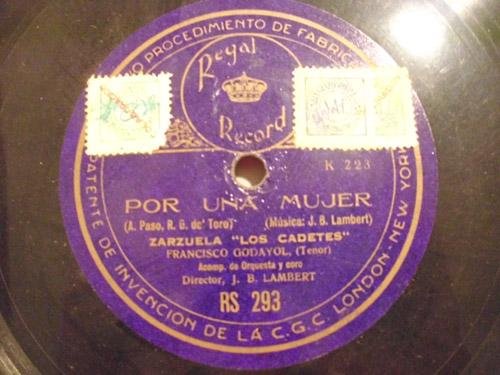 PROCEDIMIENTO DE FABRIC
Regal
Record
K 223
POR UNA MUJER
(A. Paso, R. G. de' Toro) (Música: J. B. Lambert)
ZARZUELA "LOS CADETES"
FRANCISCO GODAYOL, (Tenor)
Acomp. de Orquesta y coro
Director, J. B. LAMBERT
RS 293
PATENTE DE INVENCION DE LA C.G.C. LONDON-NEW YORK